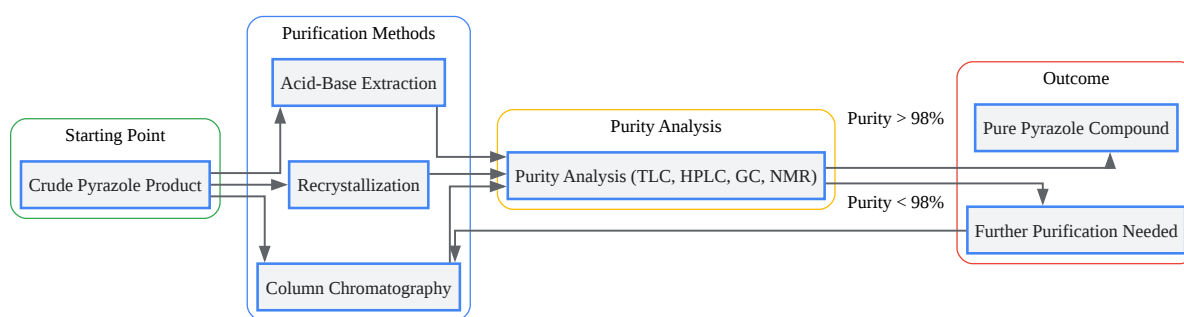 Starting Point
Crude Pyrazole Product
Purification Methods
Acid-Base Extraction
Recrystallization
Column Chromatography
Purity Analysis
Purity Analysis (TLC, HPLC, GC, NMR)
Purity > 98%
Purity < 98%
Outcome
Pure Pyrazole Compound
Further Purification Needed